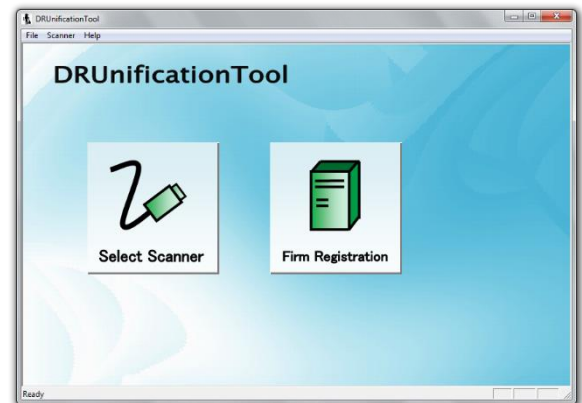 DRUnificationTool
File Scanner Help
DRUnificationTool
Select Scanner
Firm Registration
Ready